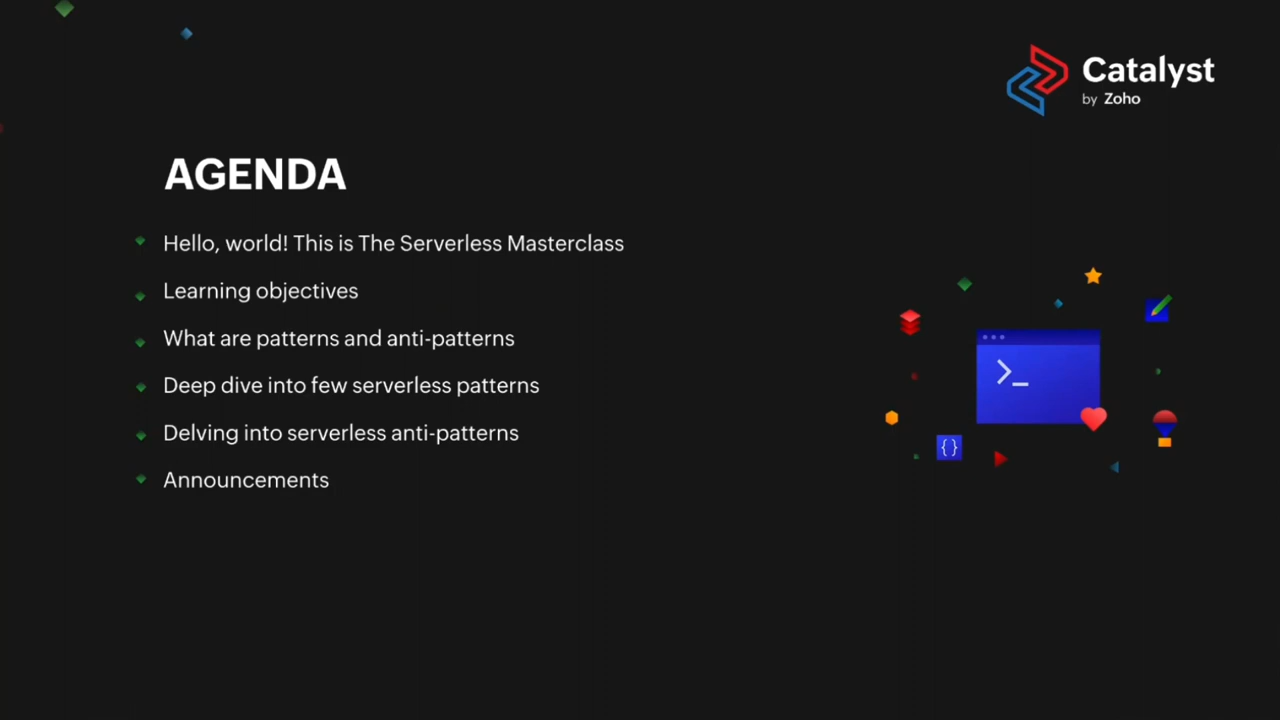 Catalyst
by Zoho
AGENDA
Hello, world! This is The Serverless Masterclass
Learning objectives
What are patterns and anti-patterns
Deep dive into few serverless patterns
Delving into serverless anti-patterns
Announcements
>_
{}